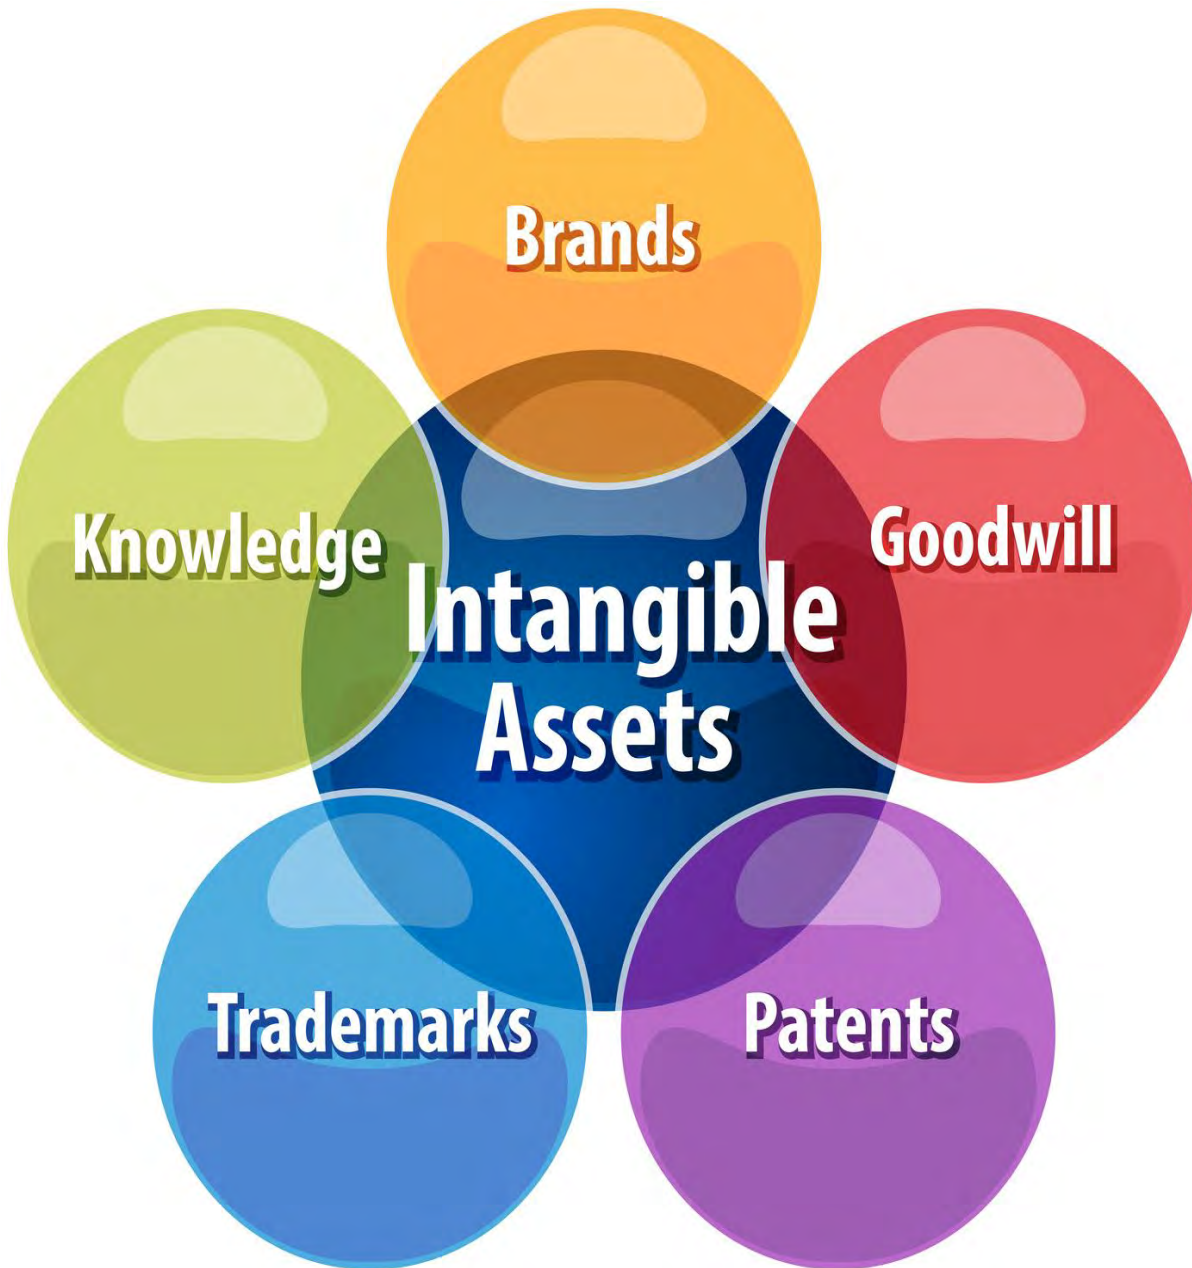 Brands
Knowledge
Goodwill
Intangible
Assets
Trademarks
Patents